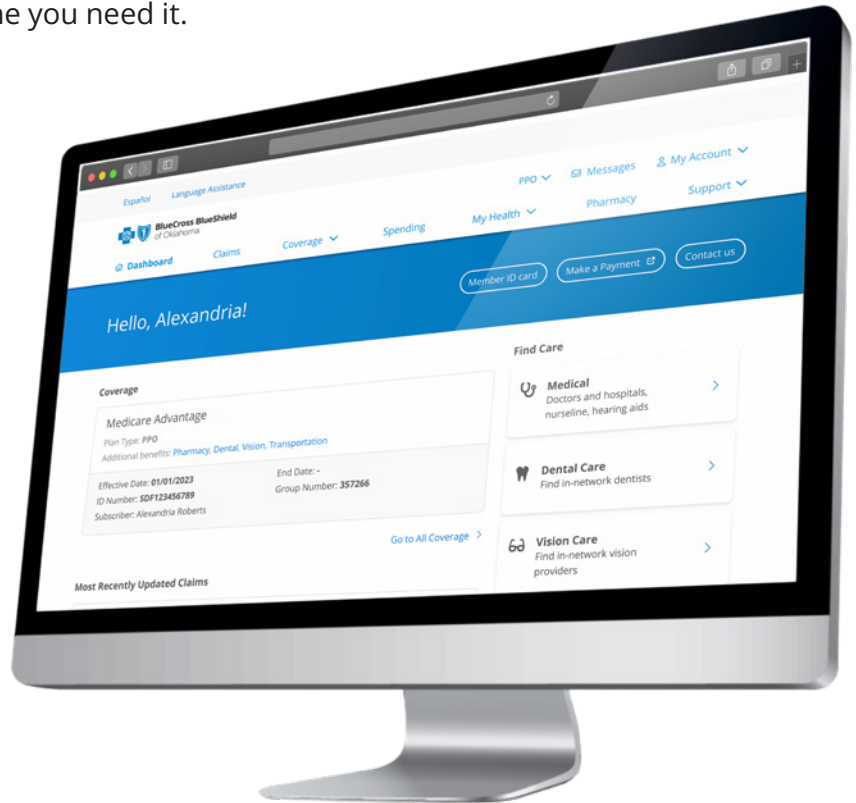 ne you need it.
Español Language Assistance
PPO Messages My Account
BlueCross BlueShield
of Oklahoma
Dashboard Claims Coverage Spending My Health Pharmacy Support
Hello, Alexandria!
Member ID card Make a Payment Contact us
Coverage
Medicare Advantage
Plan Type: PPO
Additional benefits: Pharmacy, Dental, Vision, Transportation
Effective Date: 01/01/2023 End Date: -
ID Number: SDF123456789 Group Number: 357266
Subscriber: Alexandria Roberts
Go to All Coverage
Most Recently Updated Claims
Find Care
Medical
Doctors and hospitals,
nurseline, hearing aids
Dental Care
Find in-network dentists
Vision Care
Find in-network vision
providers